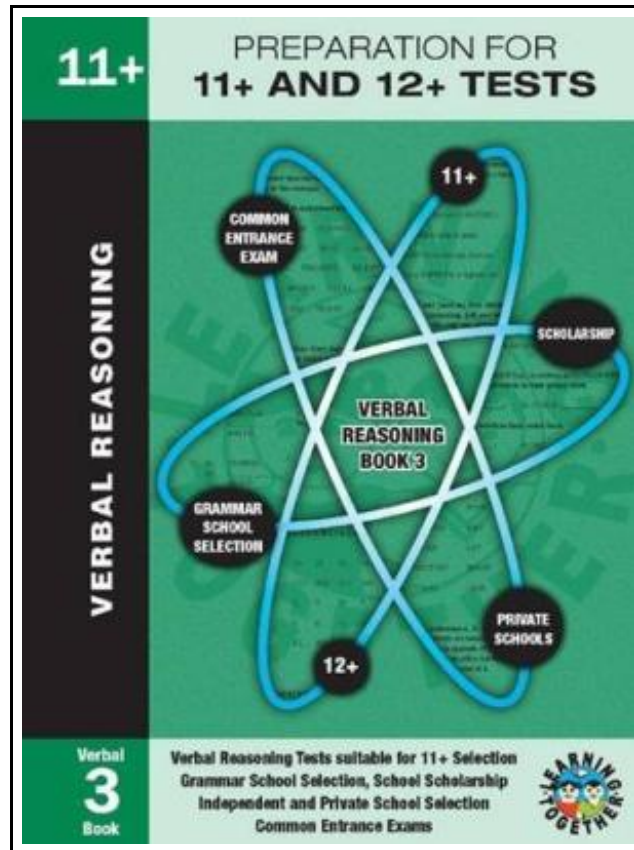 11+
PREPARATION FOR
11+ AND 12+ TESTS
VERBAL REASONING
11+
COMMON
ENTRANCE
EXAM
SCHOLARSHIP
VERBAL
REASONING
BOOK 3
GRAMMAR
SCHOOL
SELECTION
PRIVATE
SCHOOLS
12+
Verbal
3
Book
Verbal Reasoning Tests suitable for 11+ Selection
Grammar School Selection, School Scholarship
Independent and Private School Selection
Common Entrance Exams
LEARNING
TOGETHER